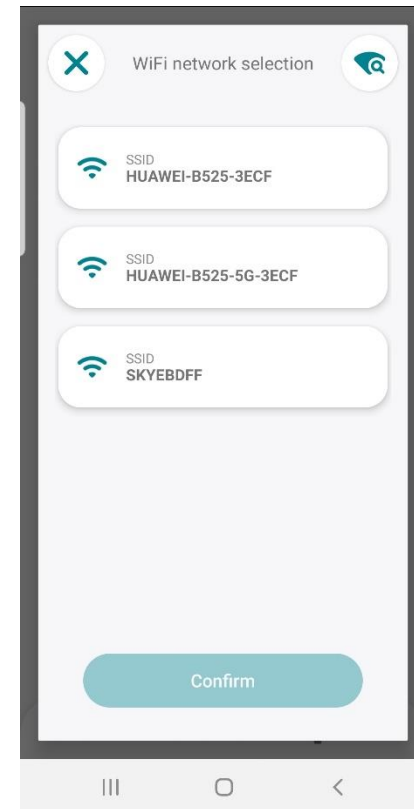 WiFi network selection
SSID
HUAWEI-B525-3ECF
SSID
HUAWEI-B525-5G-3ECF
SSID
SKYEBDFF
Confirm